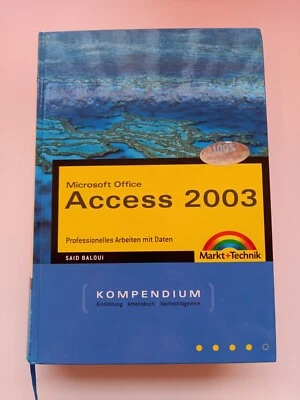 Microsoft Office
Access 2003
Professionelles Arbeiten mit Daten
SAID BALOUI
Markt+Technik
KOMPENDIUM
Einführung Arbeitsbuch Nachschlagewerk